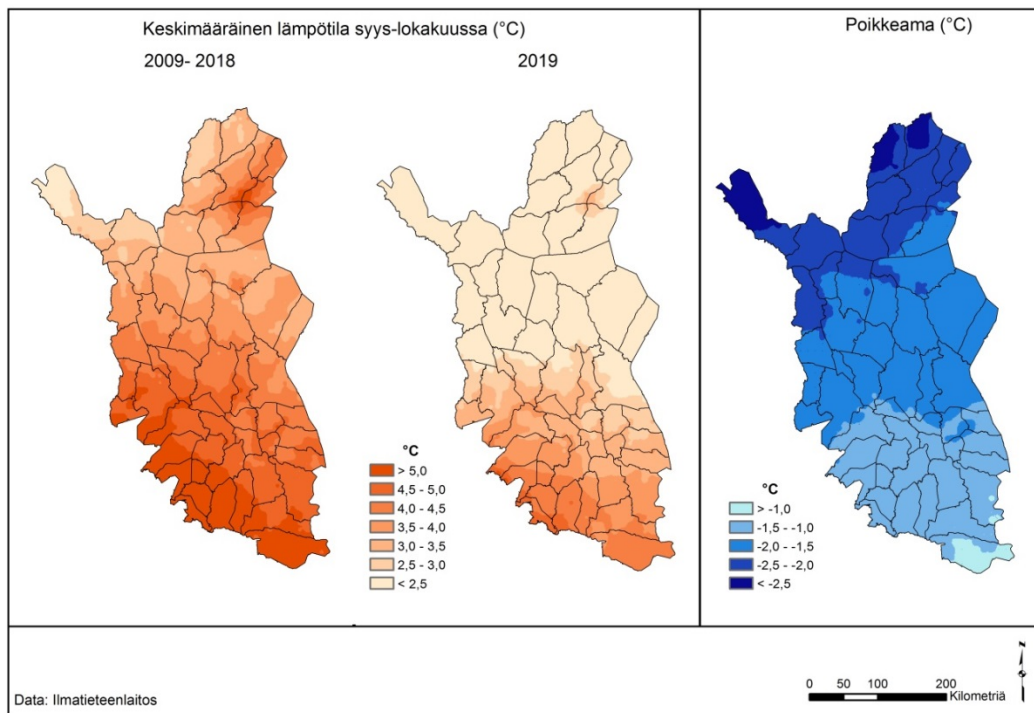 Keskimääräinen lämpötila syys-lokakuussa (°C)
2009- 2018
2019
°C
> 5,0
4,5 - 5,0
4,0 - 4,5
3,5 - 4,0
3,0 - 3,5
2,5 - 3,0
< 2,5
Poikkeama (°C)
°C
> -1,0
-1,5 - -1,0
-2,0 - -1,5
-2,5 - -2,0
< -2,5
Data: Ilmatieteenlaitos
0 50 100 200
Kilometriä
N